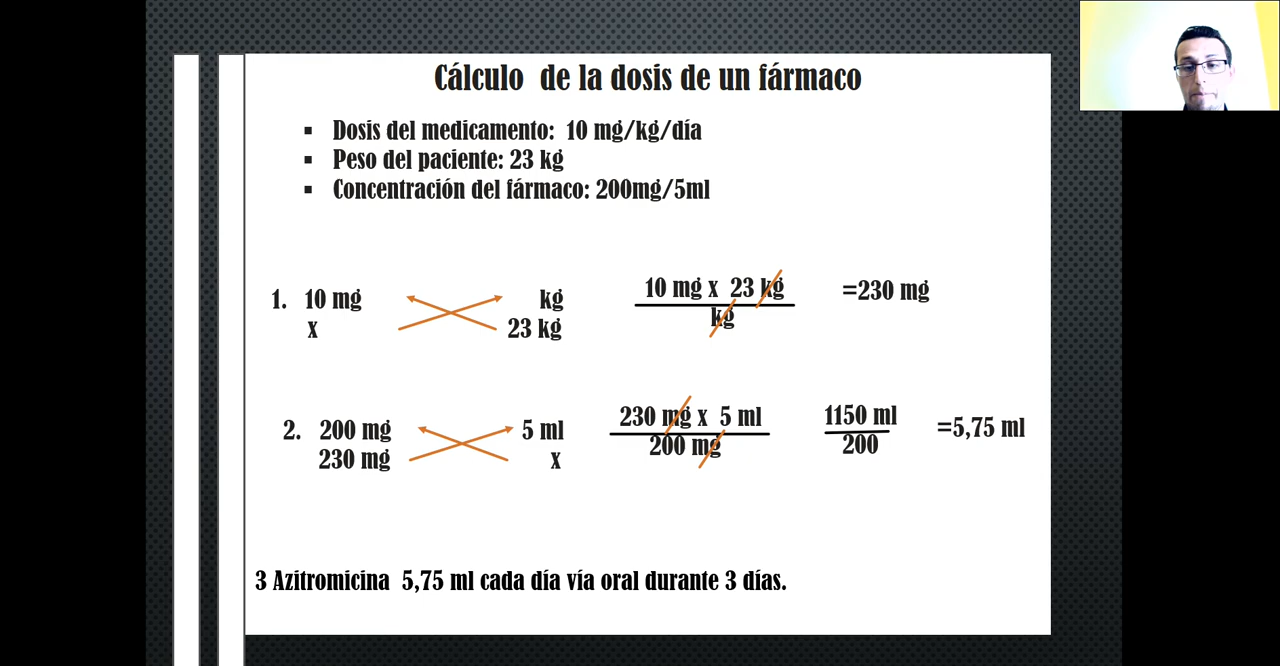 Cálculo de la dosis de un fármaco
▪ Dosis del medicamento: 10 mg/kg/día
▪ Peso del paciente: 23 kg
▪ Concentración del fármaco: 200mg/5ml
1. 10 mg kg
x 23 kg
10 mg x 23 kg
kg
=230 mg
2. 200 mg 5 ml
230 mg x
230 mg x 5 ml
200 mg
1150 ml
200
=5,75 ml
3 Azitromicina 5,75 ml cada día vía oral durante 3 días.